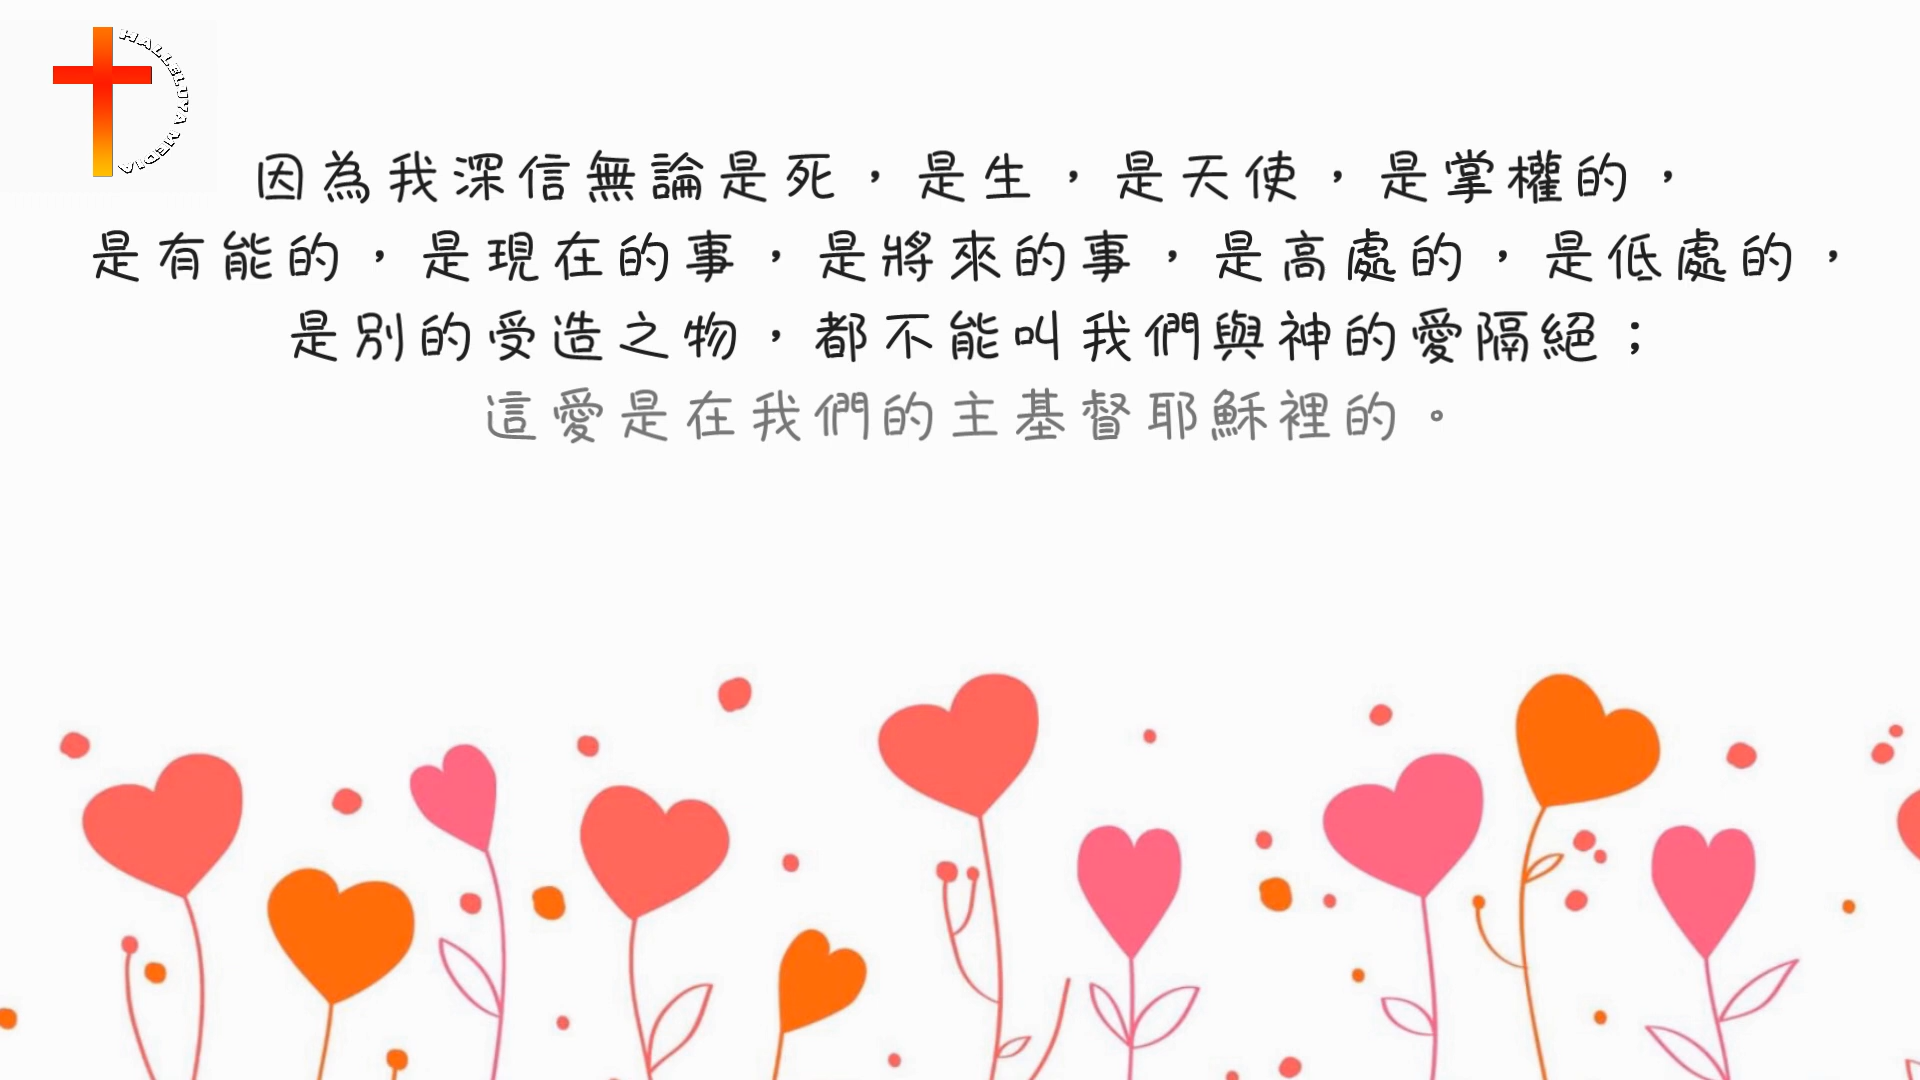 HALLELUYA MEDIA
因為我深信無論是死，是生，是天使，是掌權的，
是有能的，是現在的事，是將來的事，是高處的，是低處的，
是別的受造之物，都不能叫我們與神的愛隔絕；
這愛是在我們的主基督耶穌裡的。